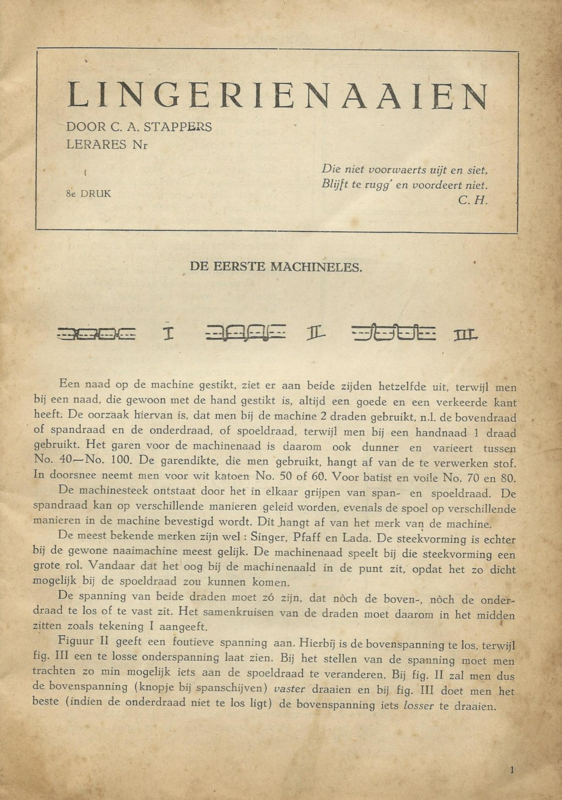 LINGERIENAAIEN
DOOR C. A. STAPPERS
LERARES Nr
8e DRUK
Die niet voorwaerts uijt en siet,
Blijft te rugg' en voordeert niet.
C. H.
DE EERSTE MACHINELES.
I II III
Een naad op de machine gestikt, ziet er aan beide zijden hetzelfde uit, terwijl men
bij een naad, die gewoon met de hand gestikt is, altijd een goede en een verkeerde kant
heeft. De oorzaak hiervan is, dat men bij de machine 2 draden gebruikt, n.l. de bovendraad
of spandraad en de onderdraad, of spoeldraad, terwijl men bij een handnaad 1 draad
gebruikt. Het garen voor de machinenaad is daarom ook dunner en varieert tussen
No. 40—No. 100. De garendikte, die men gebruikt, hangt af van de te verwerken stof.
In doorsnee neemt men voor wit katoen No. 50 of 60. Voor batist en voile No. 70 en 80.
De machinesteek ontstaat door het in elkaar grijpen van span- en spoeldraad. De
spandraad kan op verschillende manieren geleid worden, evenals de spoel op verschillende
manieren in de machine bevestigd wordt. Dit hangt af van het merk van de machine.
De meest bekende merken zijn wel: Singer, Pfaff en Lada. De steekvorming is echter
bij de gewone naaimachine meest gelijk. De machinenaald speelt bij die steekvorming een
grote rol. Vandaar dat het oog bij de machinenaald in de punt zit, opdat het zo dicht
mogelijk bij de spoeldraad zou kunnen komen.
De spanning van beide draden moet zó zijn, dat nòch de boven-, nòch de onder-
draad te los of te vast zit. Het samenkruisen van de draden moet daarom in het midden
zitten zoals tekening I aangeeft.
Figuur II geeft een foutieve spanning aan. Hierbij is de bovenspanning te los, terwijl
fig. III een te losse onderspanning laat zien. Bij het stellen van de spanning moet men
trachten zo min mogelijk iets aan de spoeldraad te veranderen. Bij fig. II zal men dus
de bovenspanning (knopje bij spanschijven) vaster draaien en bij fig. III doet men het
beste (indien de onderdraad niet te los ligt) de bovenspanning iets losser te draaien.
1